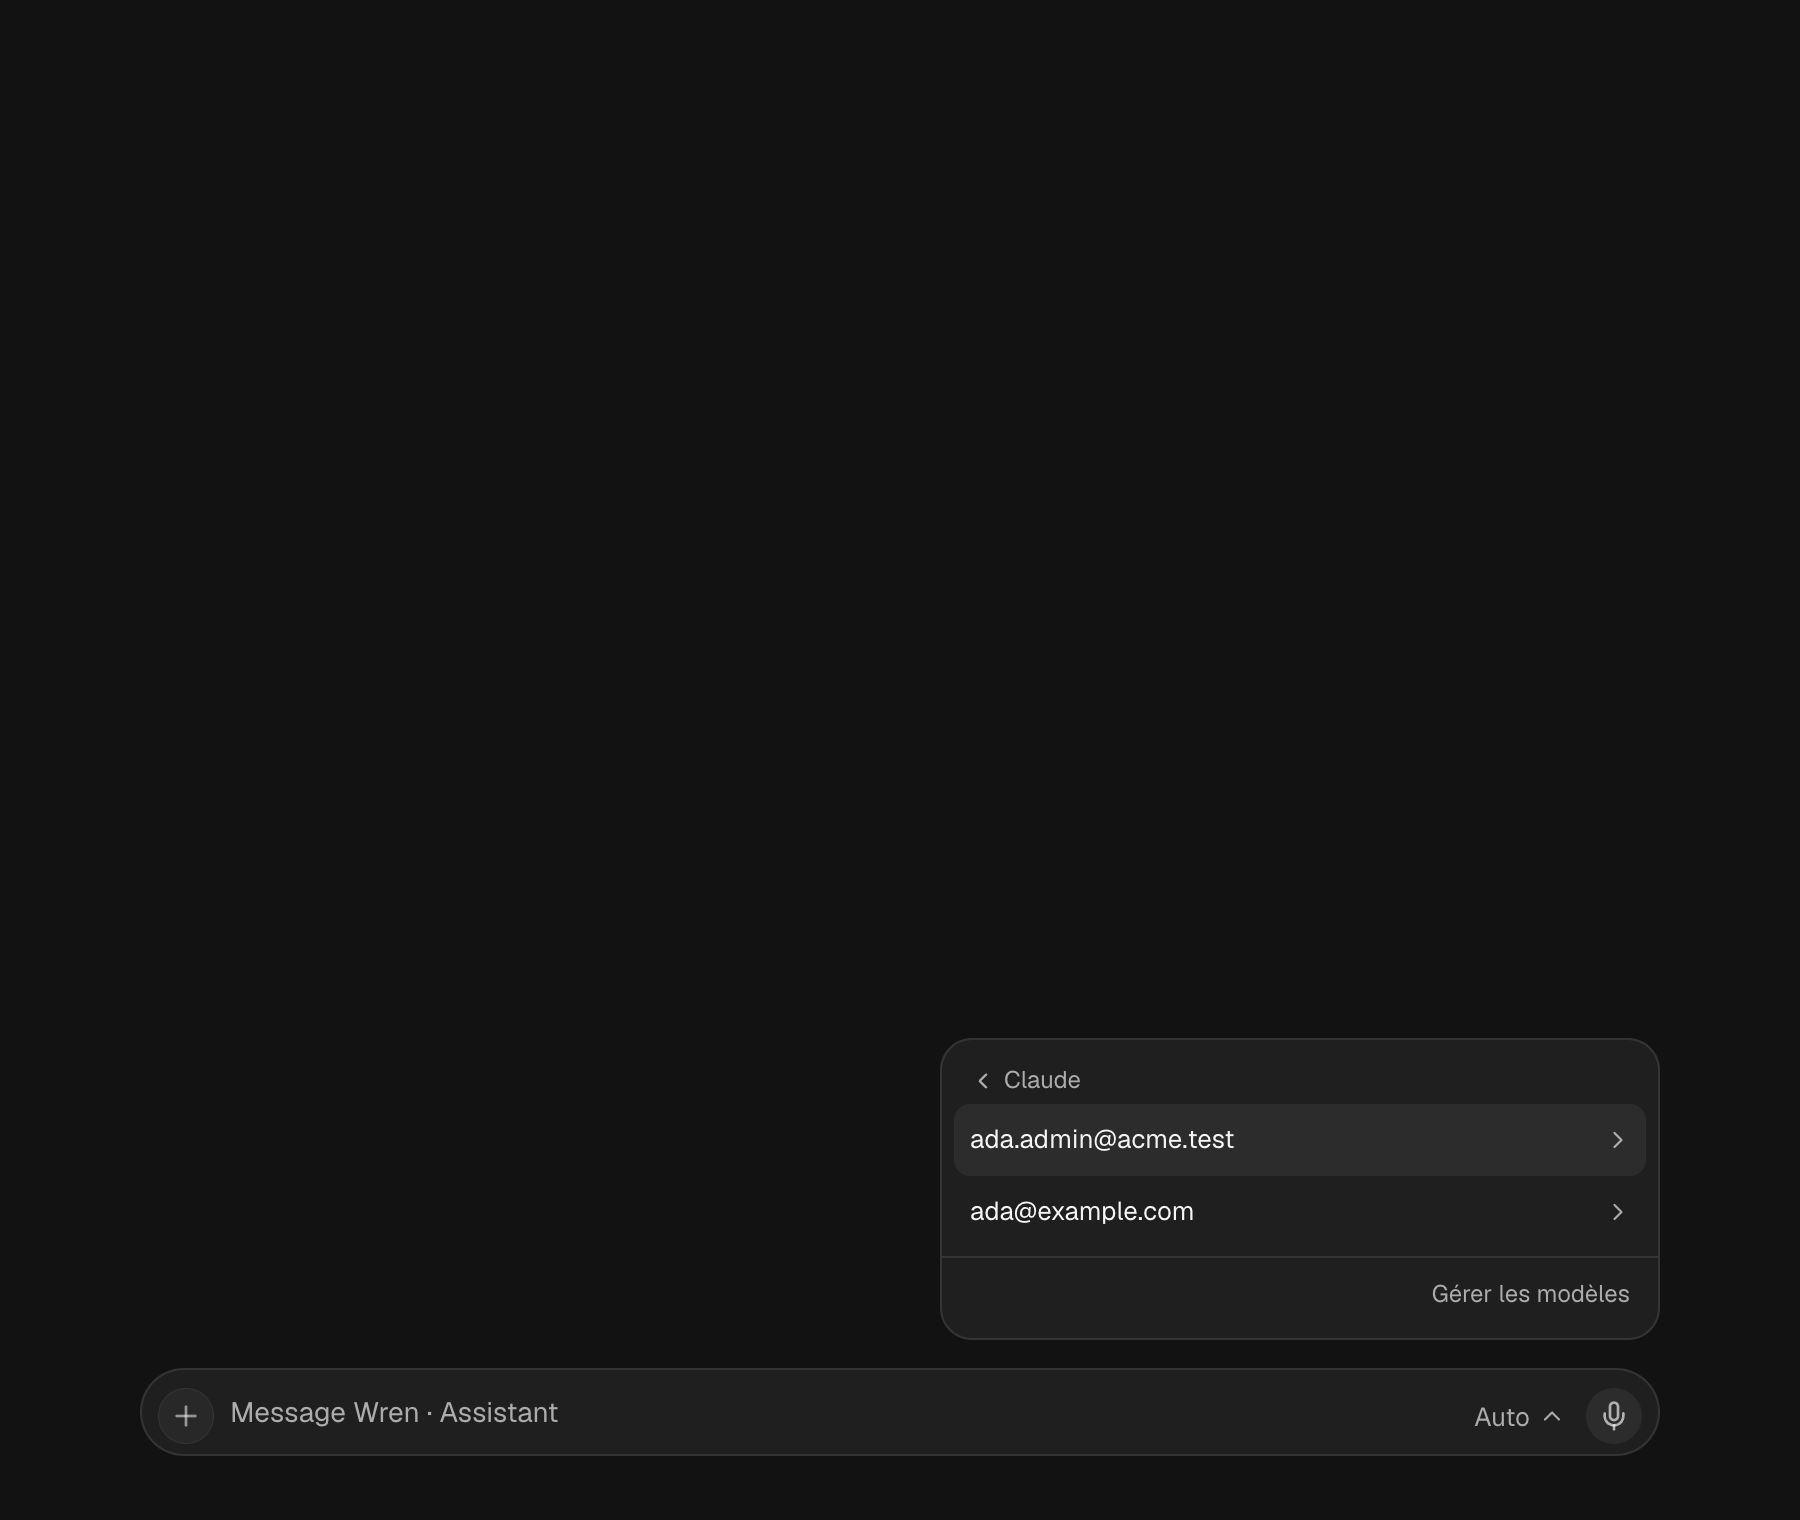 Claude
ada.admin@acme.test
ada@example.com
Gérer les modèles
Message Wren · Assistant
Auto